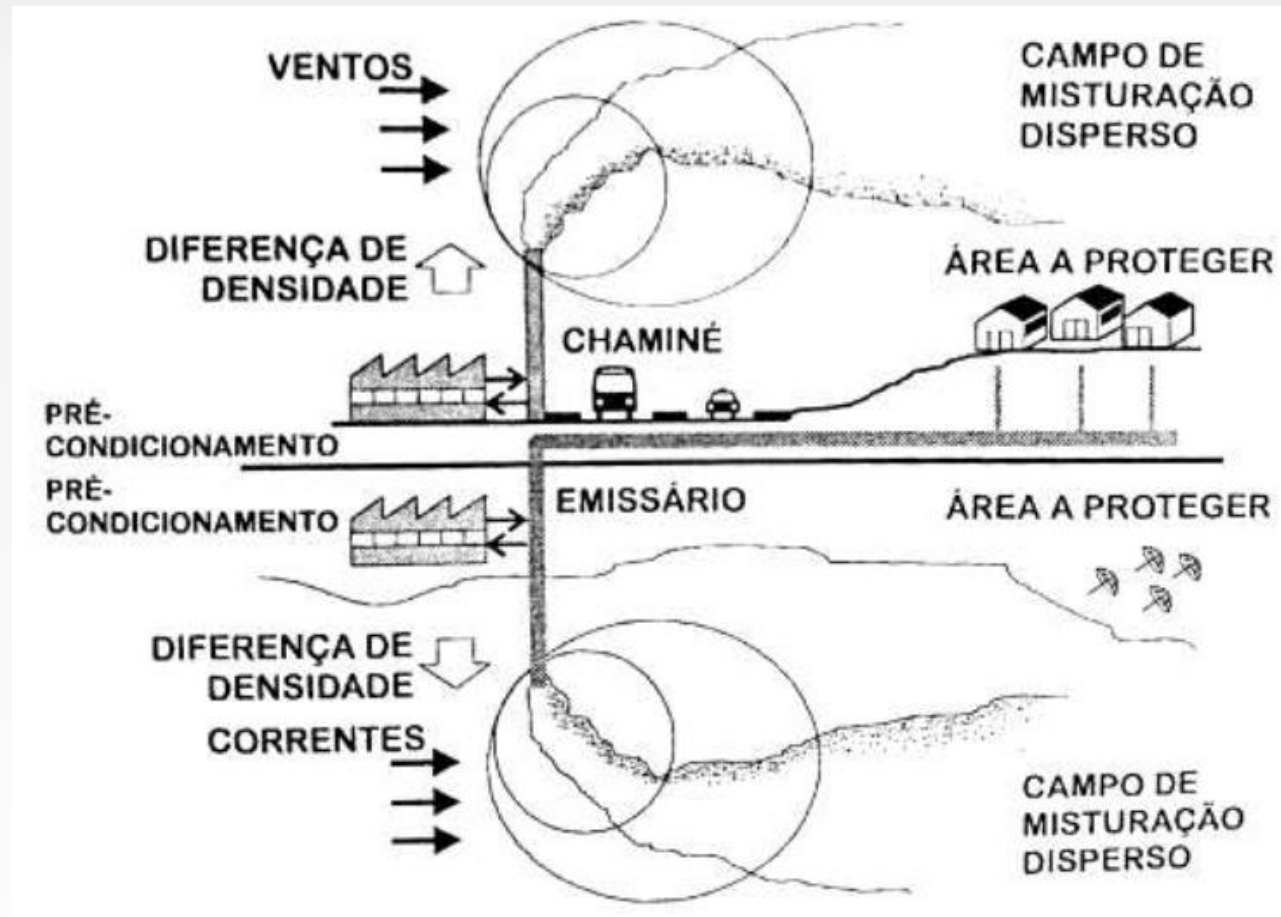 VENTOS
CAMPO DE
MISTURAÇÃO
DISPERSO
DIFERENÇA DE
DENSIDADE
ÁREA A PROTEGER
CHAMINÉ
PRÉ-
CONDICIONAMENTO
PRÉ-
CONDICIONAMENTO
EMISSÁRIO
ÁREA A PROTEGER
DIFERENÇA DE
DENSIDADE
CORRENTES
CAMPO DE
MISTURAÇÃO
DISPERSO